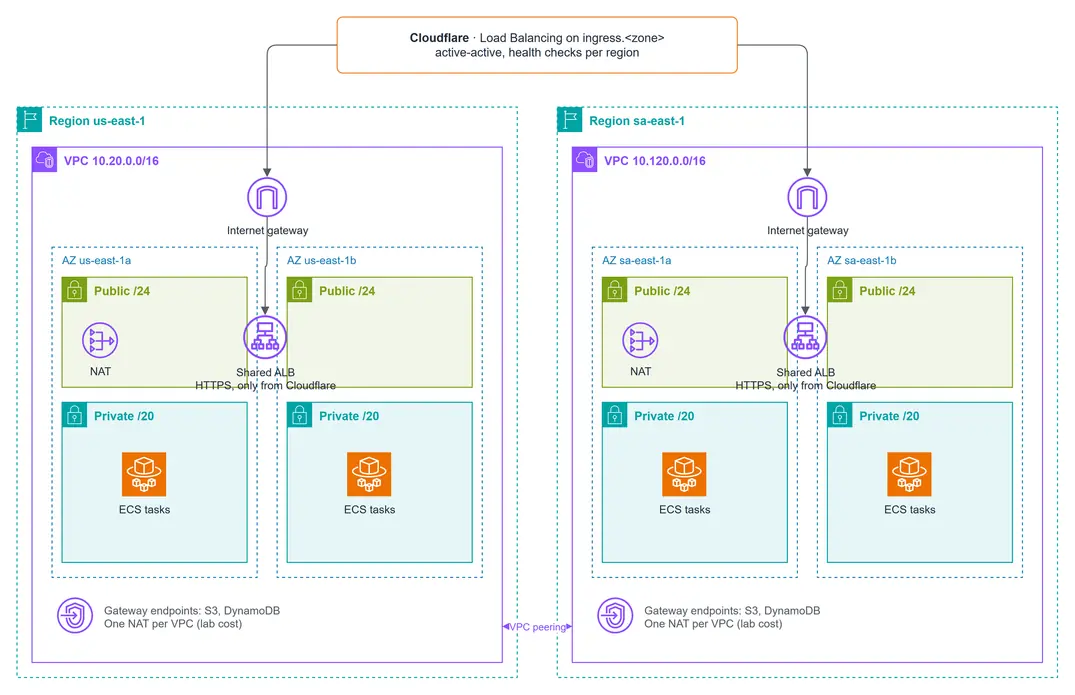 Cloudflare · Load Balancing on ingress.<zone>
active-active, health checks per region
Region us-east-1
VPC 10.20.0.0/16
Internet gateway
AZ us-east-1a
AZ us-east-1b
Public /24
Public /24
NAT
Shared ALB
HTTPS, only from Cloudflare
Private /20
Private /20
ECS tasks
ECS tasks
Gateway endpoints: S3, DynamoDB
One NAT per VPC (lab cost)
VPC peering
Region sa-east-1
VPC 10.120.0.0/16
Internet gateway
AZ sa-east-1a
AZ sa-east-1b
Public /24
Public /24
NAT
Shared ALB
HTTPS, only from Cloudflare
Private /20
Private /20
ECS tasks
ECS tasks
Gateway endpoints: S3, DynamoDB
One NAT per VPC (lab cost)